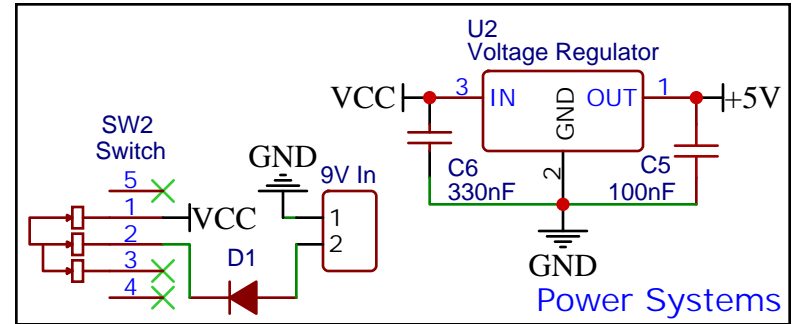 U2
Voltage Regulator
VCC
3
IN
GND
OUT
1
+5V
2
C6
330nF
C5
100nF
GND
SW2
Switch
5
1
VCC
2
3
4
GND
9V In
1
2
D1
Power Systems